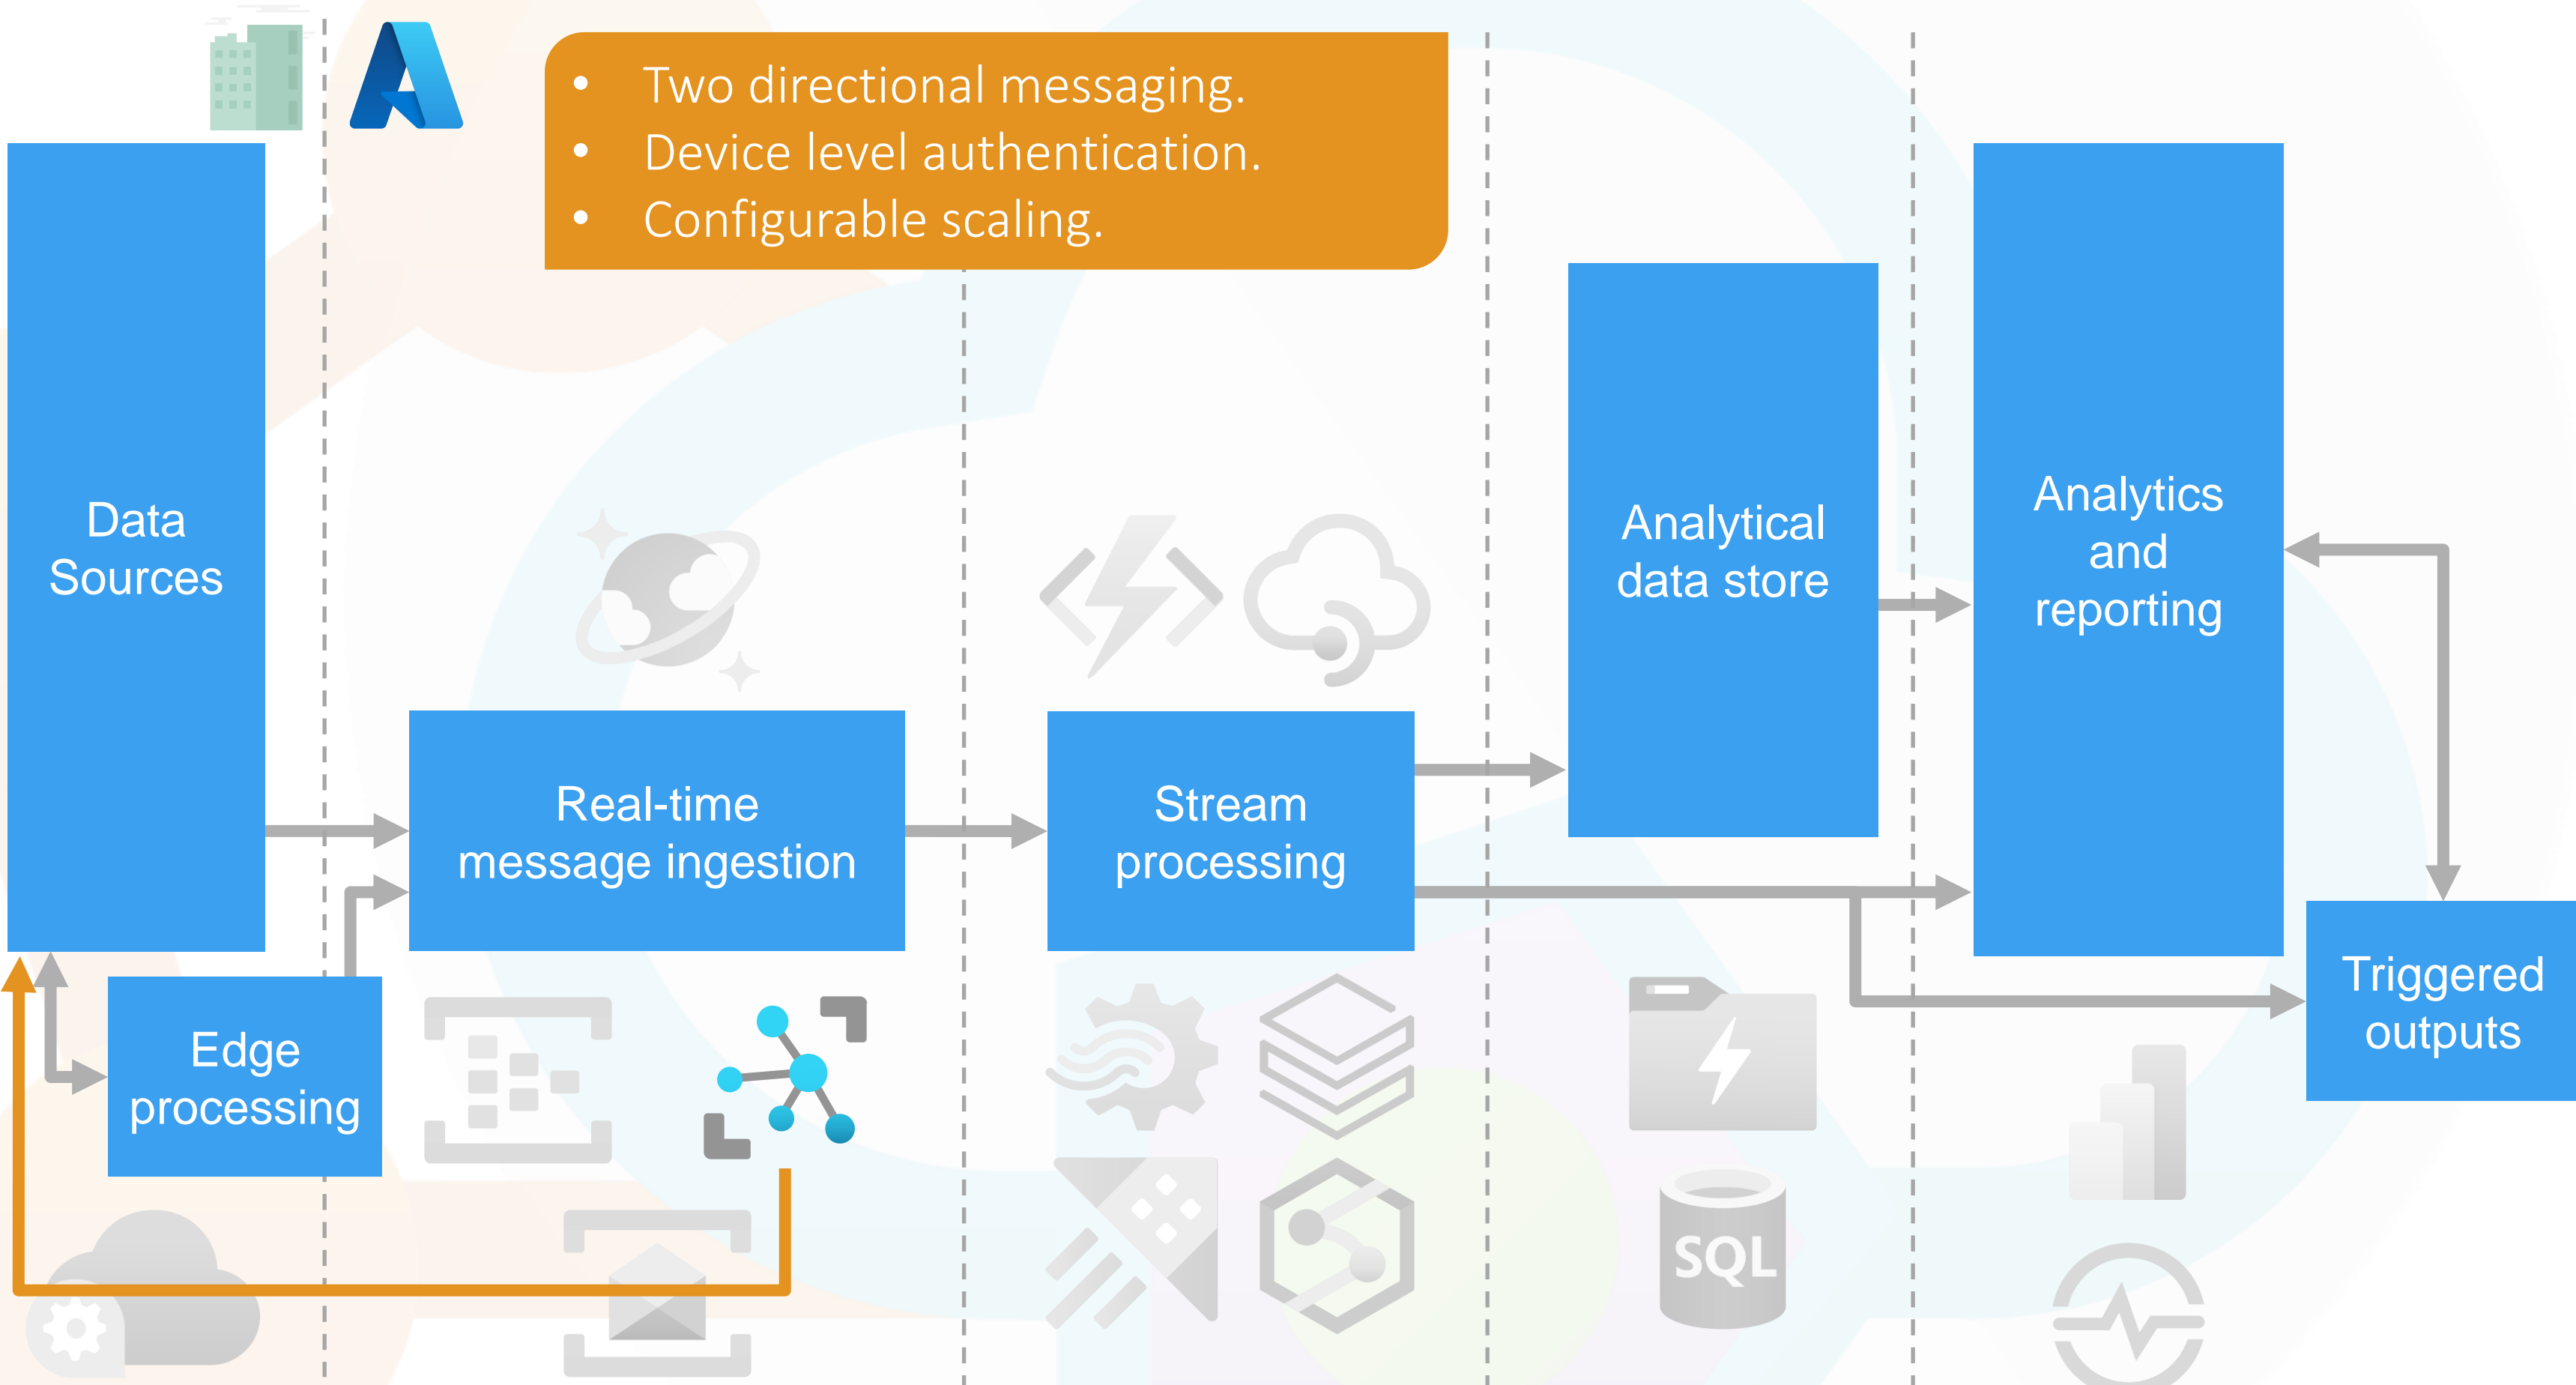 • Two directional messaging.
• Device level authentication.
• Configurable scaling.
Data
Sources
Edge
processing
Real-time
message ingestion
Stream
processing
Analytical
data store
SQL
Analytics
and
reporting
Triggered
outputs